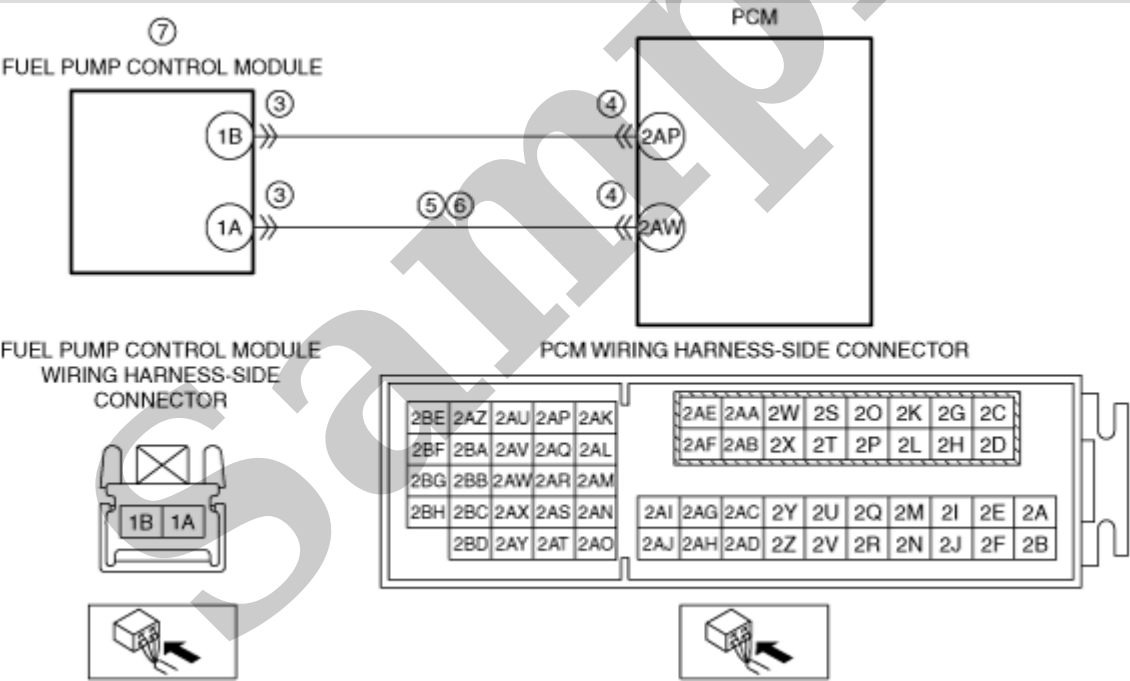 PCM
⑦
FUEL PUMP CONTROL MODULE
③ ④
1B 2AP
③ ⑤⑥ ④
1A 2AW
FUEL PUMP CONTROL MODULE
WIRING HARNESS-SIDE
CONNECTOR
1B 1A
PCM WIRING HARNESS-SIDE CONNECTOR
2BE 2AZ 2AU 2AP 2AK
2BF 2BA 2AV 2AQ 2AL
2BG 2BB 2AW 2AR 2AM
2BH 2BC 2AX 2AS 2AN
2BD 2AY 2AT 2AO
2AE 2AA 2W 2S 2O 2K 2G 2C
2AF 2AB 2X 2T 2P 2L 2H 2D
2AI 2AG 2AC 2Y 2U 2Q 2M 2I 2E 2A
2AJ 2AH 2AD 2Z 2V 2R 2N 2J 2F 2B
Sampl